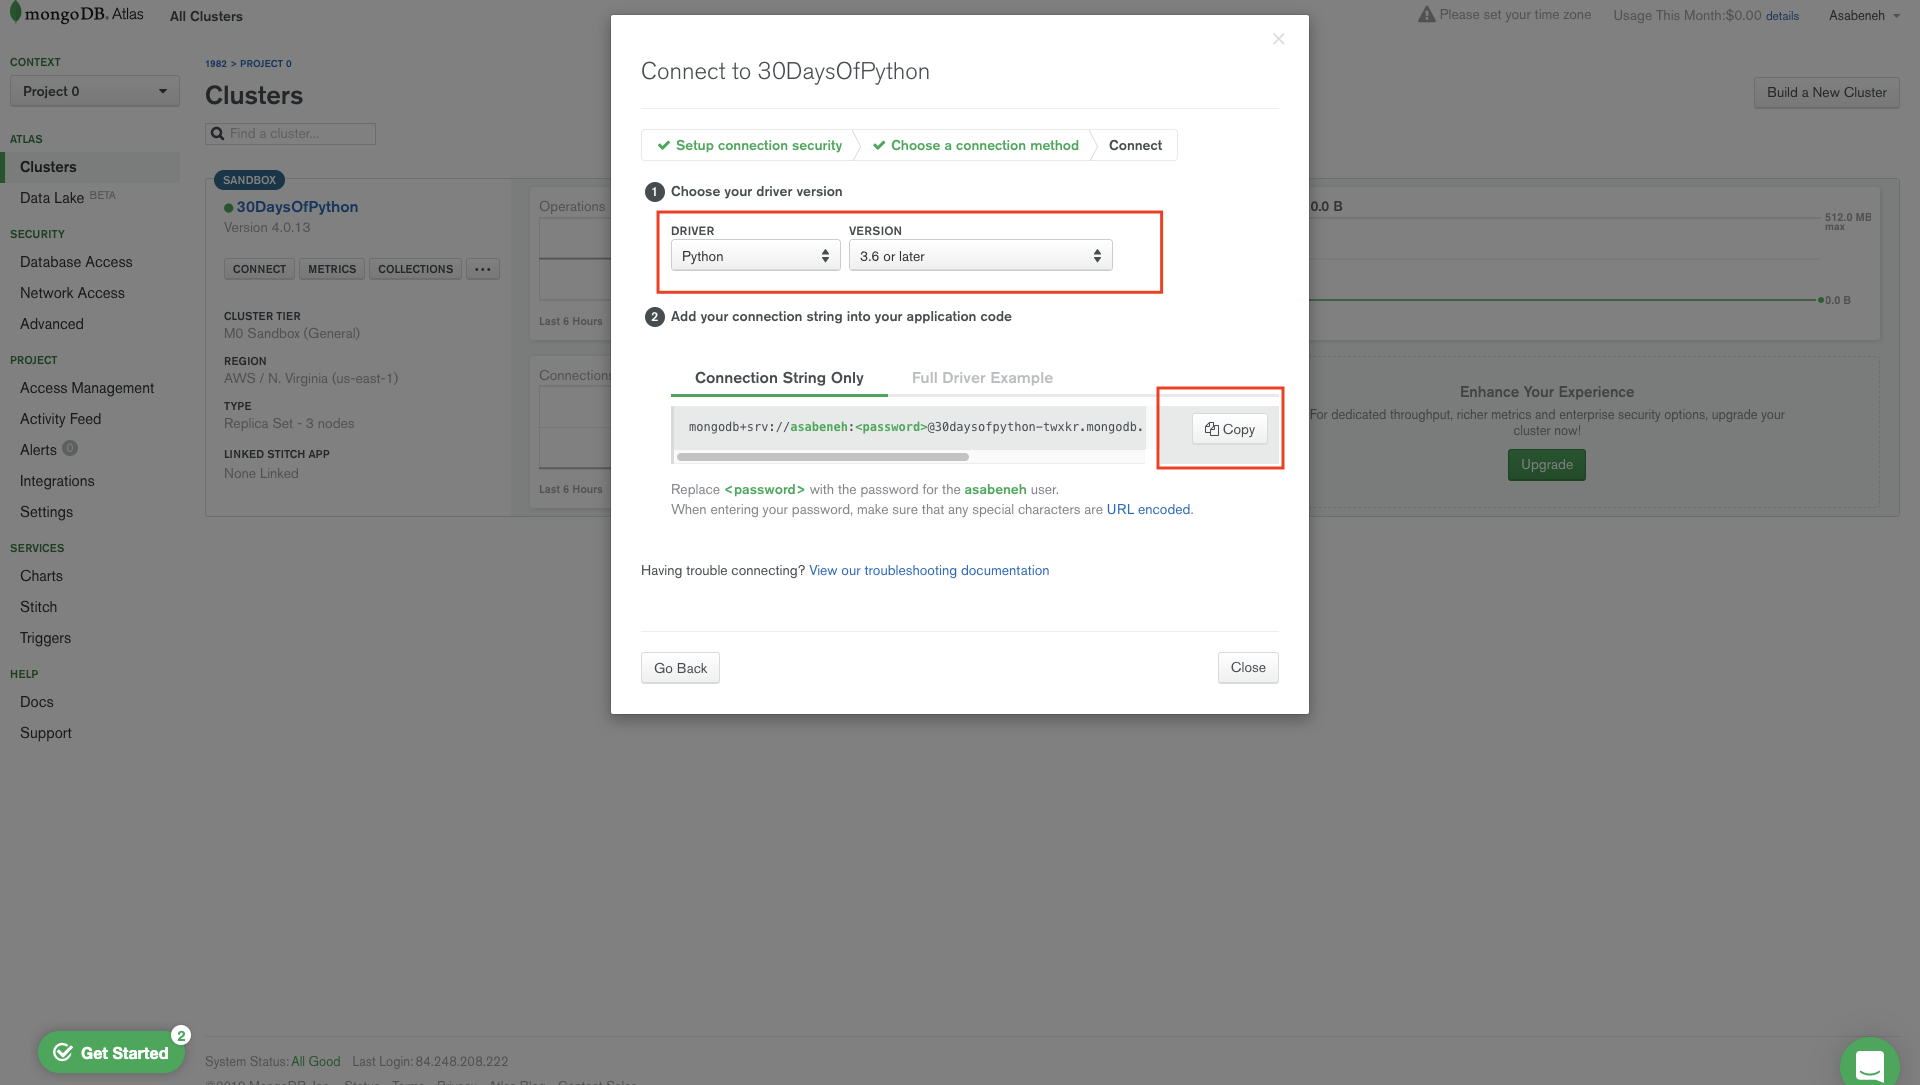 mongoDB. Atlas
All Clusters
Please set your time zone
Usage This Month:$0.00 details
Asabeneh
CONTEXT
Project 0
ATLAS
Clusters
Data Lake BETA
SECURITY
Database Access
Network Access
Advanced
PROJECT
Access Management
Activity Feed
Alerts 0
Integrations
Settings
SERVICES
Charts
Stitch
Triggers
HELP
Docs
Support
Get Started
2
1982 > PROJECT 0
Clusters
Find a cluster...
Build a New Cluster
SANDBOX
30DaysOfPython
Version 4.0.13
CONNECT
METRICS
COLLECTIONS
...
CLUSTER TIER
M0 Sandbox (General)
REGION
AWS / N. Virginia (us-east-1)
TYPE
Replica Set - 3 nodes
LINKED STITCH APP
None Linked
Operations
Last 6 Hours
Connections
Last 6 Hours
Connect to 30DaysOfPython
Setup connection security
Choose a connection method
Connect
1 Choose your driver version
DRIVER
VERSION
Python
3.6 or later
2 Add your connection string into your application code
Connection String Only
Full Driver Example
mongodb+srv://asabeneh:<password>@30daysofpython-twxkr.mongodb.
Copy
Replace <password> with the password for the asabeneh user.
When entering your password, make sure that any special characters are URL encoded.
Having trouble connecting? View our troubleshooting documentation
Go Back
Close
0.0 B
512.0 MB
max
0.0 B
Enhance Your Experience
For dedicated throughput, richer metrics and enterprise security options, upgrade your
cluster now!
Upgrade
System Status: All Good Last Login: 84.248.208.222